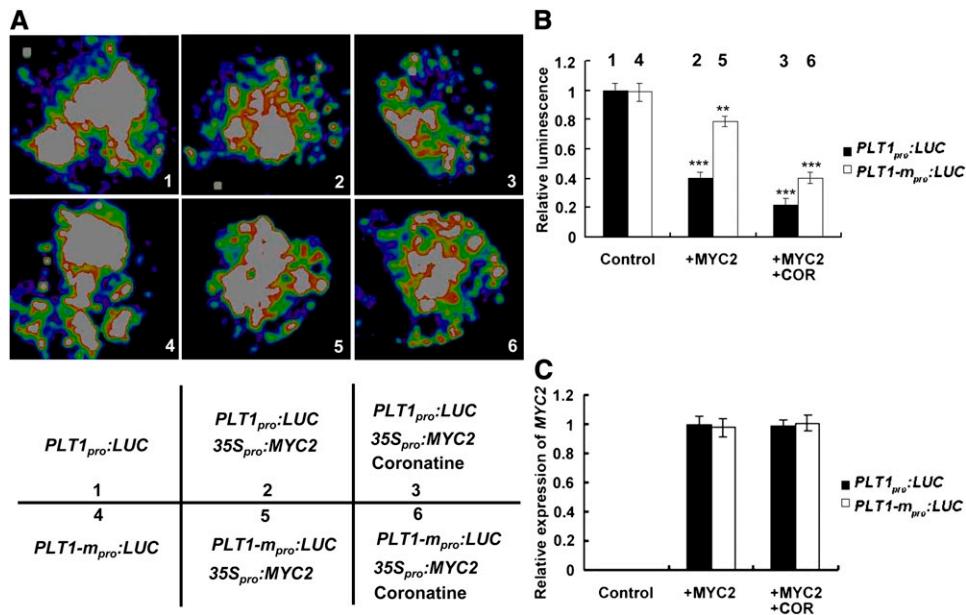 A
1
2
3
4
5
6
PLT1pro:LUC
1
PLT1pro:LUC
35Spro:MYC2
2
PLT1pro:LUC
35Spro:MYC2
Coronatine
3
4
PLT1-mpro:LUC
5
PLT1-mpro:LUC
35Spro:MYC2
6
PLT1-mpro:LUC
35Spro:MYC2
Coronatine
B
1 4 2 5 3 6
Relative luminescence
1.2
1
0.8
0.6
0.4
0.2
0
***
**
***
***
Control +MYC2 +MYC2
+COR
PLT1pro:LUC
PLT1-mpro:LUC
C
Relative expression of MYC2
1.2
1
0.8
0.6
0.4
0.2
0
Control +MYC2 +MYC2
+COR
PLT1pro:LUC
PLT1-mpro:LUC